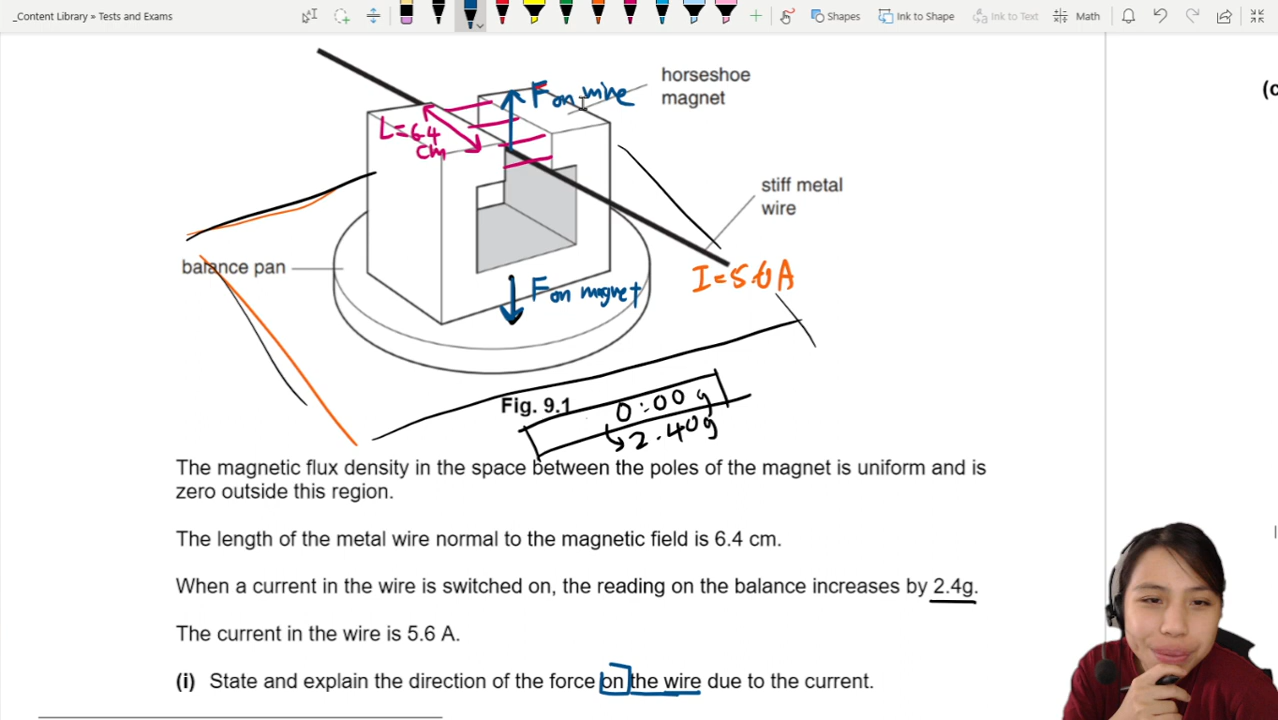 _Content Library » Tests and Exams
Shapes
Ink to Shape
Ink to Text
Math
horseshoe
magnet
F on wire
L=6.4
cm
stiff metal
wire
balance pan
I=5.6A
F on magnet
Fig. 9.1
0.00g
2.40g
The magnetic flux density in the space between the poles of the magnet is uniform and is
zero outside this region.
The length of the metal wire normal to the magnetic field is 6.4 cm.
When a current in the wire is switched on, the reading on the balance increases by 2.4g.
The current in the wire is 5.6 A.
(i) State and explain the direction of the force on the wire due to the current.